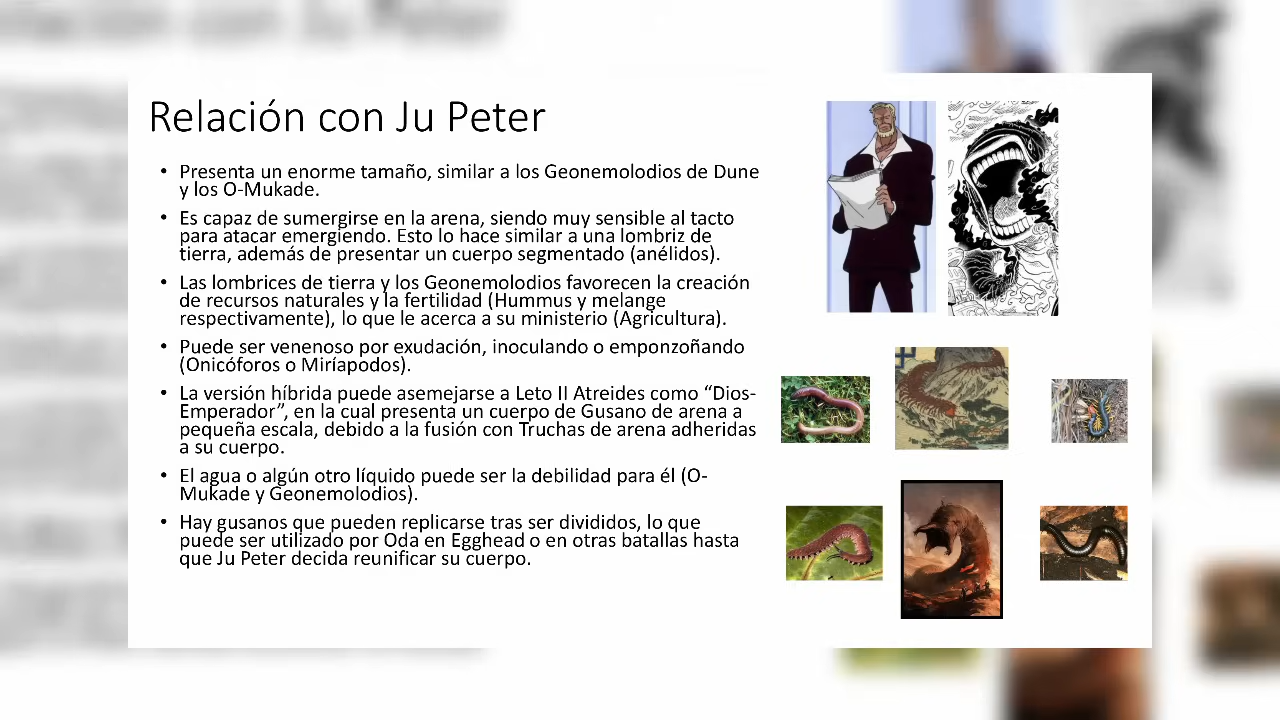 Relación con Ju Peter
• Presenta un enorme tamaño, similar a los Geonemolodios de Dune
y los O-Mukade.
• Es capaz de sumergirse en la arena, siendo muy sensible al tacto
para atacar emergiendo. Esto lo hace similar a una lombriz de
tierra, además de presentar un cuerpo segmentado (anélidos).
• Las lombrices de tierra y los Geonemolodios favorecen la creación
de recursos naturales y la fertilidad (Hummus y melange
respectivamente), lo que le acerca a su ministerio (Agricultura).
• Puede ser venenoso por exudación, inoculando o emponzoñando
(Onicóforos o Miríapodos).
• La versión híbrida puede asemejarse a Leto II Atreides como “Dios-
Emperador”, en la cual presenta un cuerpo de Gusano de arena a
pequeña escala, debido a la fusión con Truchas de arena adheridas
a su cuerpo.
• El agua o algún otro líquido puede ser la debilidad para él (O-
Mukade y Geonemolodios).
• Hay gusanos que pueden replicarse tras ser divididos, lo que
puede ser utilizado por Oda en Egghead o en otras batallas hasta
que Ju Peter decida reunificar su cuerpo.